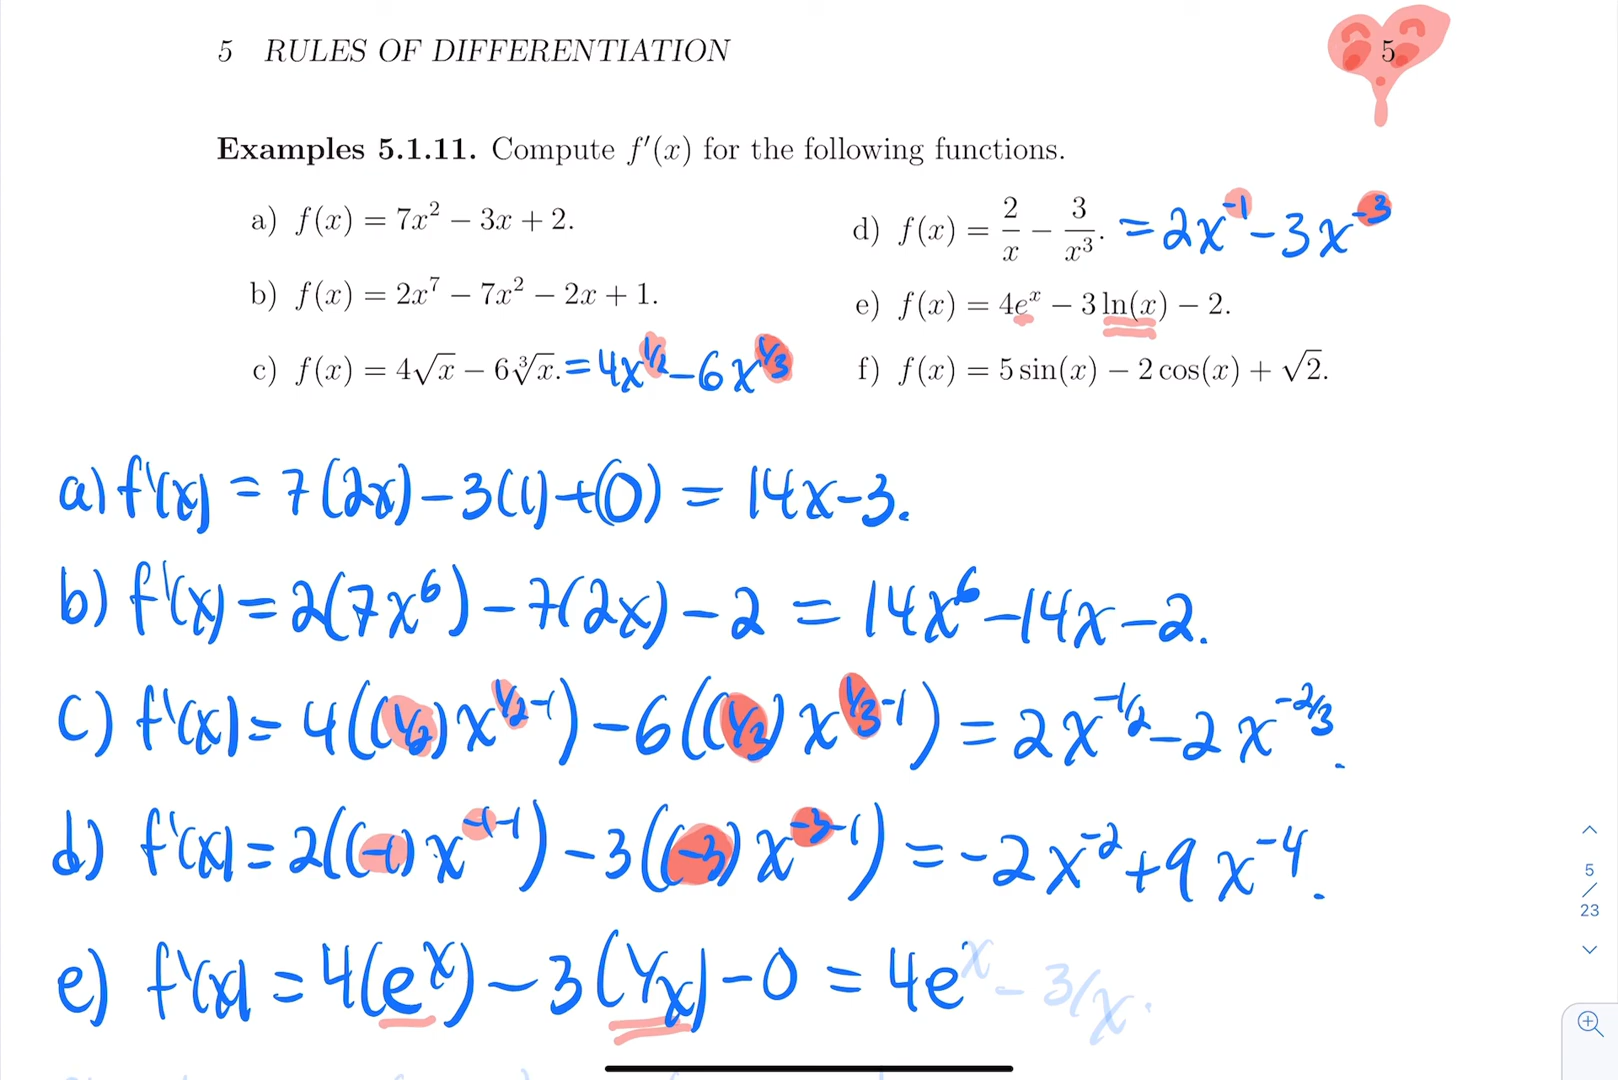 5 RULES OF DIFFERENTIATION 5
Examples 5.1.11. Compute f′(x) for the following functions.
a) f(x) = 7x² − 3x + 2.
b) f(x) = 2x⁷ − 7x² − 2x + 1.
c) f(x) = 4√x − 6∛x. = 4x^(1/2) − 6x^(1/3)
d) f(x) = 2/x − 3/x³. = 2x^(-1) − 3x^(-3)
e) f(x) = 4eˣ − 3 ln(x) − 2.
f) f(x) = 5 sin(x) − 2 cos(x) + √2.
a) f'(x) = 7(2x) − 3(1) + (0) = 14x − 3.
b) f'(x) = 2(7x⁶) − 7(2x) − 2 = 14x⁶ − 14x − 2.
c) f'(x) = 4((1/2)x^(1/2-1)) − 6((1/3)x^(1/3-1)) = 2x^(-1/2) − 2x^(-2/3).
d) f'(x) = 2((-1)x^(-1-1)) − 3((-3)x^(-3-1)) = −2x^(-2) + 9x^(-4).
e) f'(x) = 4(eˣ) − 3(1/x) − 0 = 4eˣ − 3/x.
5
/
23